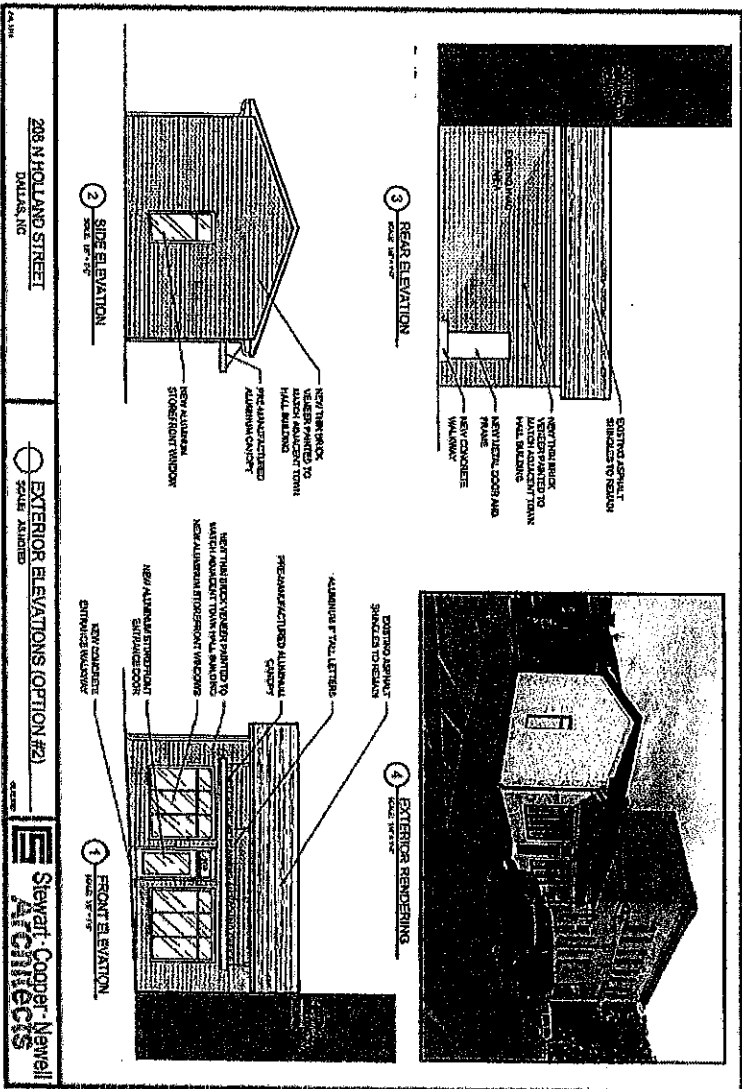 3
REAR ELEVATION
EXISTING ASPHALT
SHINGLES TO REMAIN
NEW THIN BRICK
VENEER PAINTED TO
MATCH ADJACENT TOWN
HALL BUILDING
NEW METAL DOOR AND
FRAME
NEW CONCRETE
WALKWAY
4
EXTERIOR RENDERING
2
SIDE ELEVATION
NEW THIN BRICK
VENEER PAINTED TO
MATCH ADJACENT TOWN
HALL BUILDING
PREMANUFACTURED
ALUMINUM CANOPY
NEW ALUMINUM
STOREFRONT WINDOW
EXISTING ASPHALT
SHINGLES TO REMAIN
TALL LETTERS
PREMANUFACTURED ALUMINUM
CANOPY
NEW THIN BRICK VENEER PAINTED TO
MATCH ADJACENT TOWN HALL BUILDING
NEW ALUMINUM STOREFRONT WINDOWS
NEW ALUMINUM STOREFRONT
ENTRANCE DOOR
NEW CONCRETE
ENTRANCE WALKWAY
1
FRONT ELEVATION
208 N HOLLAND STREET
DALLAS, NC
EXTERIOR ELEVATIONS (OPTION #2)
SCALE: AS NOTED
Stewart-Cooper-Newell
Architects